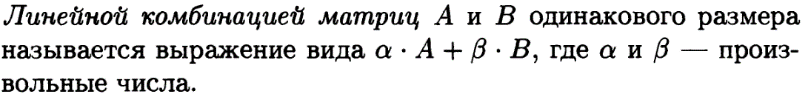 Линейной комбинацией матриц A и B одинакового размера
называется выражение вида α · A + β · B, где α и β — произ-
вольные числа.